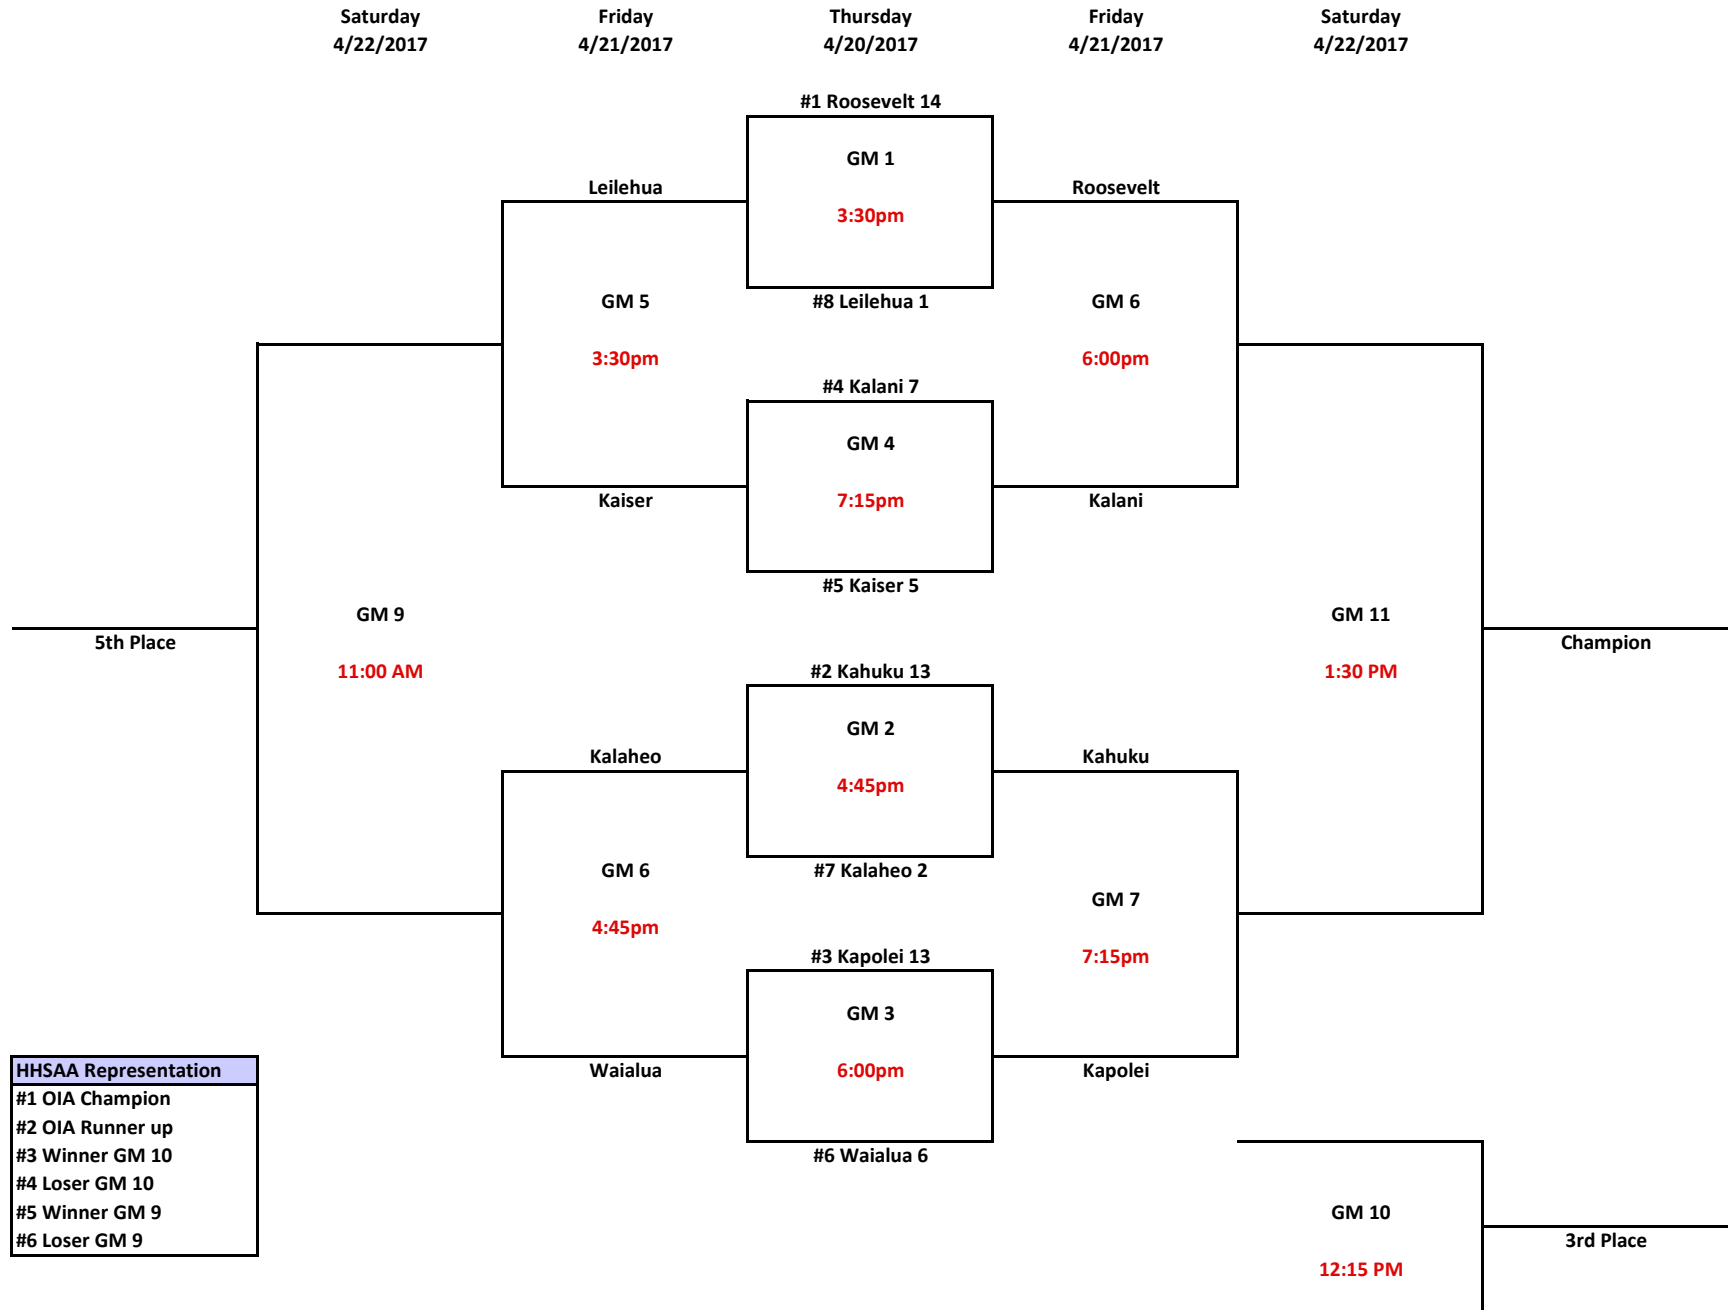 Saturday Friday Thursday Friday Saturday
4/22/2017 4/21/2017 4/20/2017 4/21/2017 4/22/2017
#1 Roosevelt 14
GM 1
Leilehua Roosevelt
3:30pm
GM 5 #8 Leilehua 1 GM 6
3:30pm 6:00pm
#4 Kalani 7
GM 4
Kaiser 7:15pm Kalani
#5 Kaiser 5
GM 9 GM 11
5th Place Champion
11:00 AM #2 Kahuku 13 1:30 PM
GM 2
Kalaheo Kahuku
4:45pm
GM 6 #7 Kalaheo 2
GM 7
4:45pm
#3 Kapolei 13 7:15pm
GM 3
HHSAA Representation Waialua 6:00pm Kapolei
#1 OIA Champion
#2 OIA Runner up
#3 Winner GM 10 #6 Waialua 6
#4 Loser GM 10
#5 Winner GM 9 GM 10
#6 Loser GM 9 3rd Place
12:15 PM